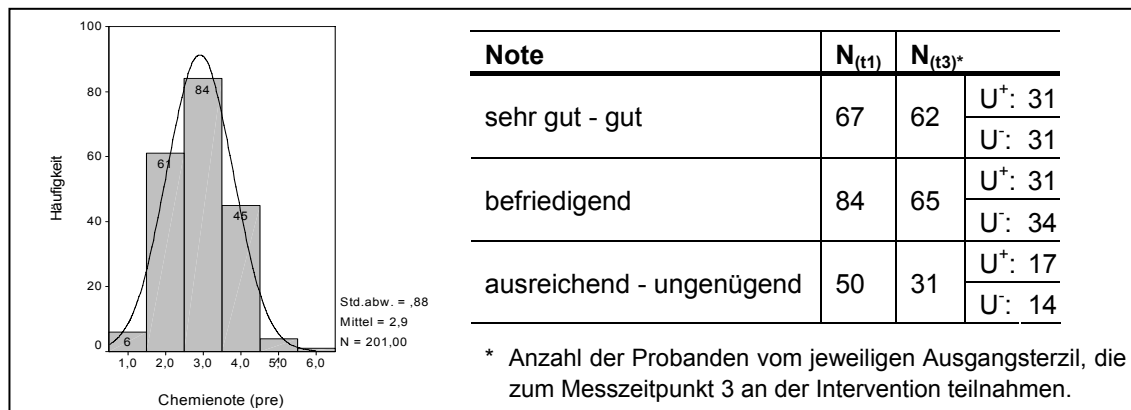 100
80
60
40
20
0
Häufigkeit
6
61
84
45
1,0 2,0 3,0 4,0 5,0 6,0
Chemienote (pre)
Std.abw. = ,88
Mittel = 2,9
N = 201,00
Note N(t1) N(t3)*
sehr gut - gut 67 62 U+: 31
U-: 31
befriedigend 84 65 U+: 31
U-: 34
ausreichend - ungenügend 50 31 U+: 17
U-: 14
* Anzahl der Probanden vom jeweiligen Ausgangsterzil, die
zum Messzeitpunkt 3 an der Intervention teilnahmen.